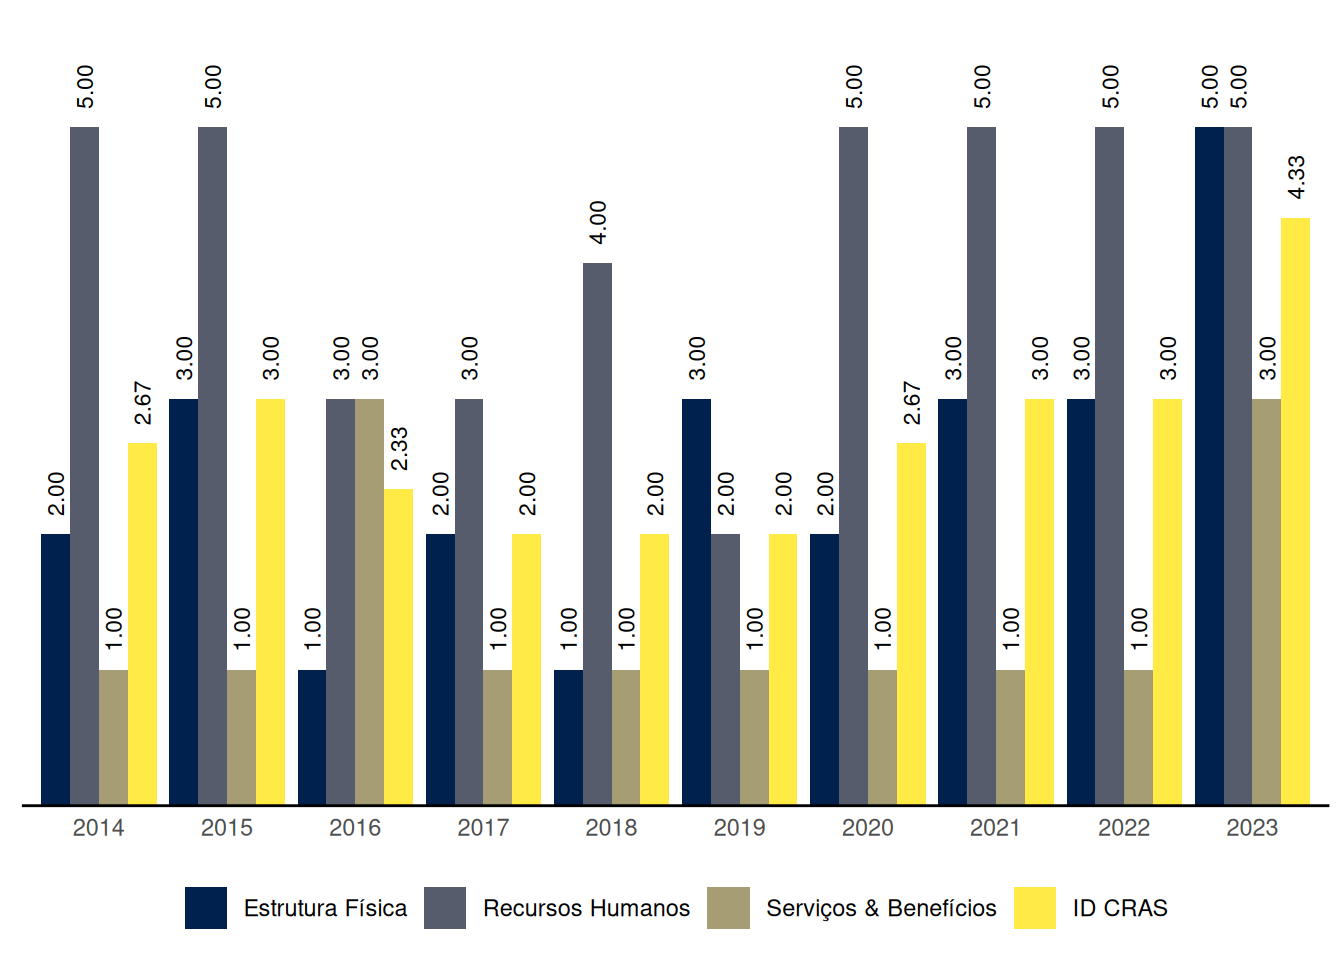 5.00 5.00 5.00 5.00 5.00 5.00 5.00
4.33
4.00
3.00 3.00 3.00 3.00 3.00 3.00 3.00 3.00 3.00 3.00 3.00
2.67 2.67
2.33
2.00 2.00 2.00 2.00 2.00 2.00 2.00
1.00 1.00 1.00 1.00 1.00 1.00 1.00 1.00 1.00 1.00
2014 2015 2016 2017 2018 2019 2020 2021 2022 2023
Estrutura Física Recursos Humanos Serviços & Benefícios ID CRAS